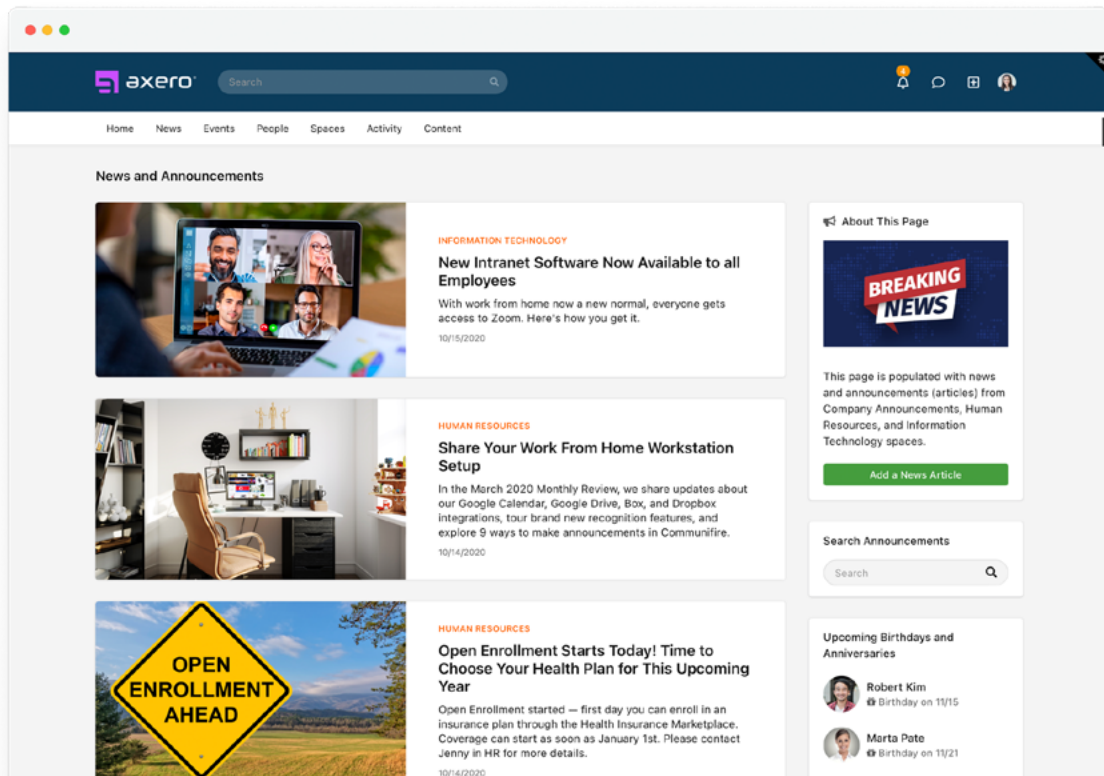 axero
Search
4
Home News Events People Spaces Activity Content
News and Announcements
INFORMATION TECHNOLOGY
New Intranet Software Now Available to all
Employees
With work from home now a new normal, everyone gets
access to Zoom. Here's how you get it.
10/15/2020
HUMAN RESOURCES
Share Your Work From Home Workstation
Setup
In the March 2020 Monthly Review, we share updates about
our Google Calendar, Google Drive, Box, and Dropbox
integrations, tour brand new recognition features, and
explore 9 ways to make announcements in Communifire.
10/14/2020
OPEN
ENROLLMENT
AHEAD
HUMAN RESOURCES
Open Enrollment Starts Today! Time to
Choose Your Health Plan for This Upcoming
Year
Open Enrollment started — first day you can enroll in an
insurance plan through the Health Insurance Marketplace.
Coverage can start as soon as January 1st. Please contact
Jenny in HR for more details.
10/14/2020
About This Page
BREAKING
NEWS
This page is populated with news
and announcements (articles) from
Company Announcements, Human
Resources, and Information
Technology spaces.
Add a News Article
Search Announcements
Search
Upcoming Birthdays and
Anniversaries
Robert Kim
Birthday on 11/15
Marta Pate
Birthday on 11/21